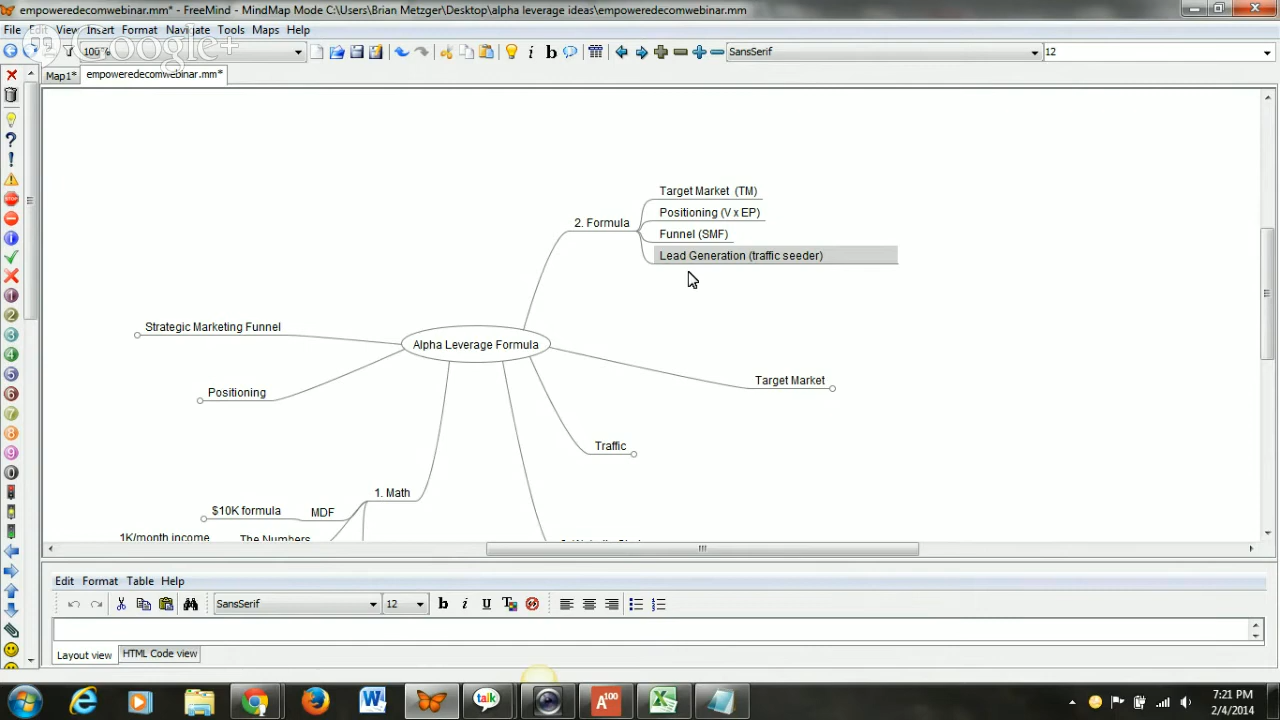 empoweredecomwebinar.mm* - FreeMind - MindMap Mode C:\Users\Brian Metzger\Desktop\alpha leverage ideas\empoweredecomwebinar.mm
File Edit View Insert Format Navigate Tools Maps Help
Google+
100%
SansSerif
12
Map1*
empoweredecomwebinar.mm*
Target Market (TM)
2. Formula
Positioning (V x EP)
Funnel (SMF)
Lead Generation (traffic seeder)
Strategic Marketing Funnel
Alpha Leverage Formula
Target Market
Positioning
Traffic
1. Math
$10K formula
MDF
1K/month income
The Numbers
Edit Format Table Help
SansSerif
12
Layout view
HTML Code view
talk
A100
7:21 PM
2/4/2014